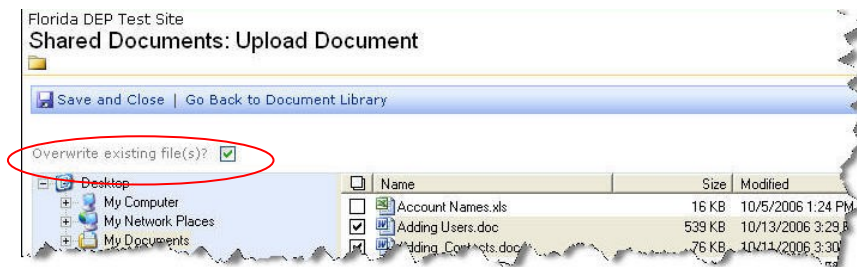 Florida DEP Test Site
Shared Documents: Upload Document
Save and Close | Go Back to Document Library
Overwrite existing file(s)?
Desktop
Name Size Modified
My Computer
Account Names.xls 16 KB 10/5/2006 1:24 PM
My Network Places
Adding Users.doc 539 KB 10/13/2006 3:29
My Documents
Adding_Contacts.doc 76 KB 10/11/2006 3:30